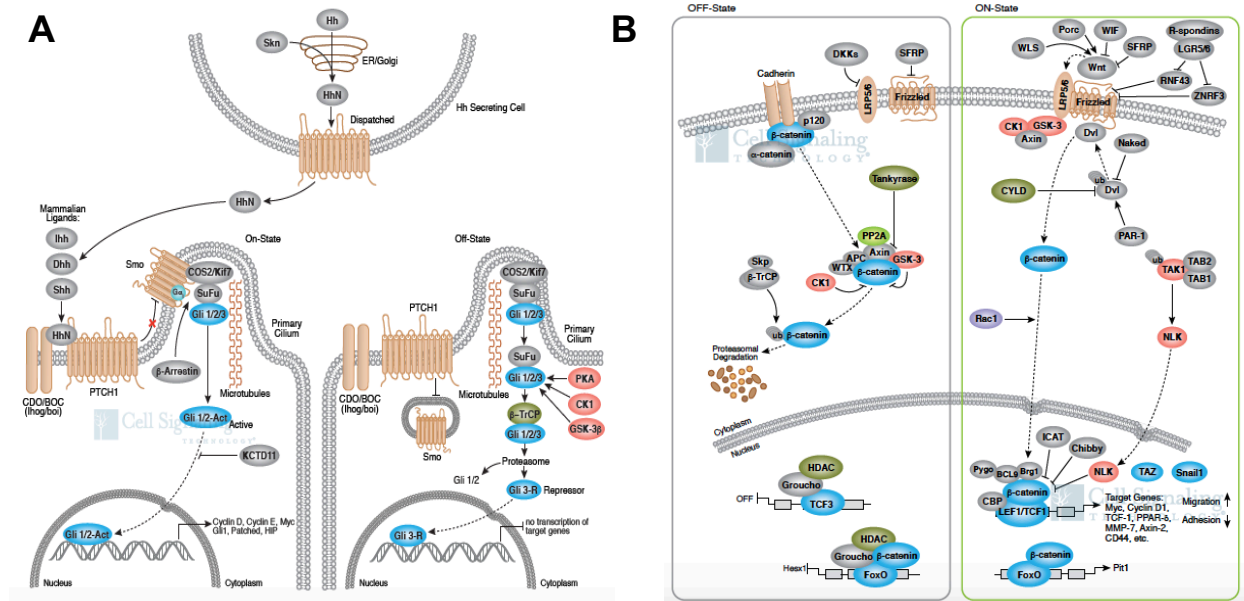 A
Hh
Skn
ER/Golgi
HhN
Hh Secreting Cell
Dispatched
HhN
Mammalian
Ligands:
Ihh
Dhh
Shh
HhN
Smo
On-State
COS2/Kif7
SuFu
Gα
Gli 1/2/3
Primary
Cilium
β-Arrestin
PTCH1
CDO/BOC
(Ihog/boi)
Microtubules
Gli 1/2-Act
Active
KCTD11
Gli 1/2-Act
Cyclin D, Cyclin E, Myc
Gli1, Patched, HIP
Nucleus
Cytoplasm
Cell Signaling
TECHNOLOGY®
Off-State
COS2/Kif7
SuFu
Gli 1/2/3
PTCH1
Primary
Cilium
SuFu
Gli 1/2/3
PKA
CK1
GSK-3β
CDO/BOC
(Ihog/boi)
Microtubules
Smo
β-TrCP
Gli 1/2/3
Proteasome
Gli 1/2
Gli 3-R
Repressor
Gli 3-R
no transcription of
target genes
Nucleus
Cytoplasm
B
OFF-State
DKKs
SFRP
Cadherin
LRP5/6
Frizzled
p120
β-catenin
α-catenin
Cell Signaling
TECHNOLOGY®
Tankyrase
PP2A
Axin
APC
WTX
GSK-3
β-catenin
CK1
Skp
β-TrCP
ub
β-catenin
Proteasomal
Degradation
Cytoplasm
Nucleus
HDAC
Groucho
OFF
TCF3
HDAC
Groucho
β-catenin
Hesx1
FoxO
ON-State
Porc
WIF
R-spondins
WLS
SFRP
LGR5/6
Wnt
RNF43
LRP5/6
Frizzled
ZNRF3
CK1
GSK-3
Axin
Dvl
Naked
ub
CYLD
Dvl
PAR-1
β-catenin
ub
TAK1
TAB2
TAB1
Rac1
NLK
ICAT
Chibby
Pygo
BCL9
Brg1
NLK
TAZ
Snail1
β-catenin
CBP
LEF1/TCF1
Cell Signaling
TECHNOLOGY®
Target Genes:
Myc, Cyclin D1,
TCF-1, PPAR-δ,
MMP-7, Axin-2,
CD44, etc.
Migration
Adhesion
β-catenin
FoxO
Pit1